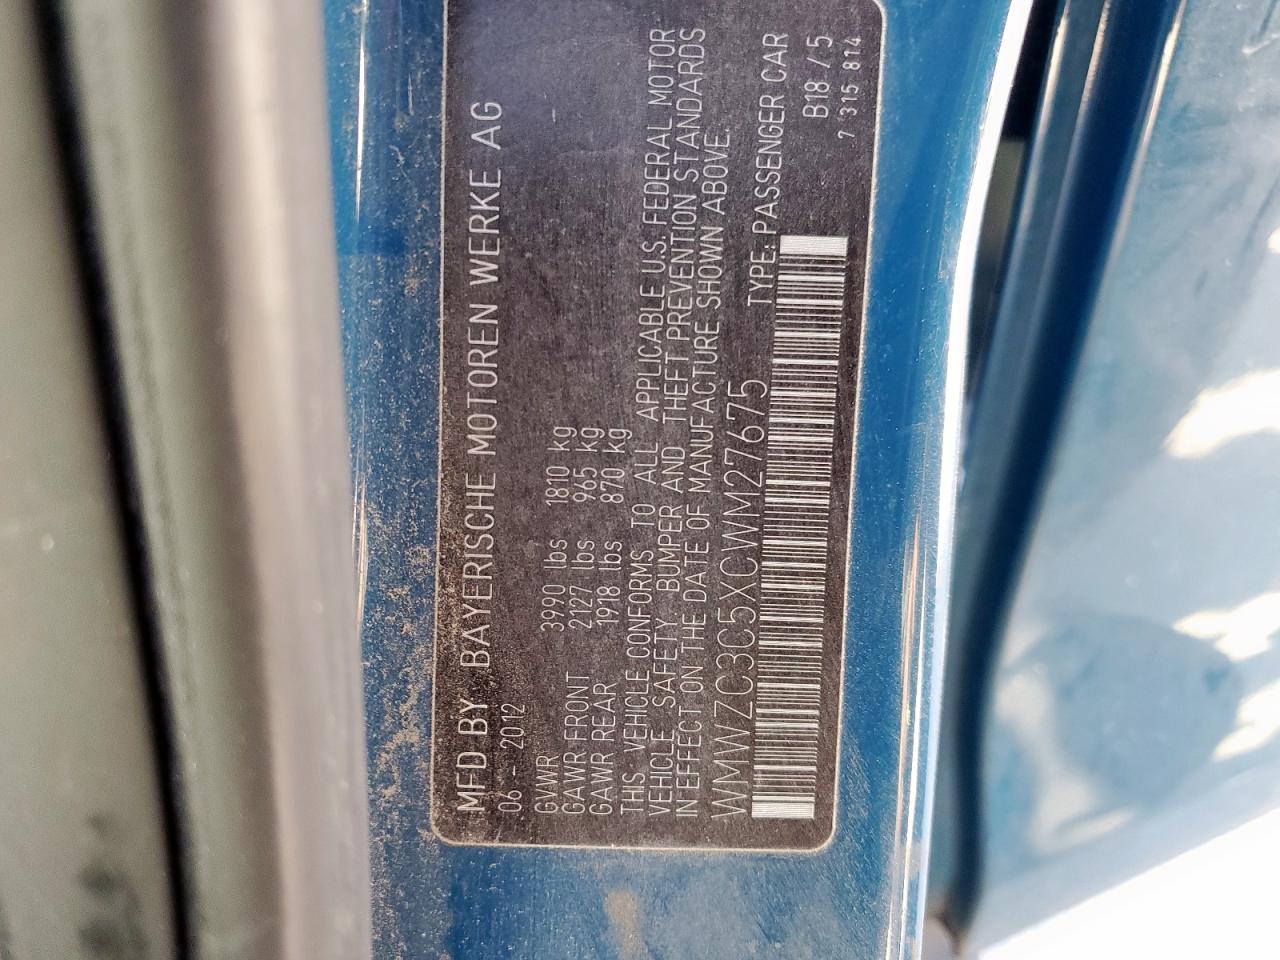 MFD BY: BAYERISCHE MOTOREN WERKE AG
06 - 2012
GVWR 3990 lbs 1810 kg
GAWR FRONT 2127 lbs 965 kg
GAWR REAR 1918 lbs 870 kg
THIS VEHICLE CONFORMS TO ALL APPLICABLE U.S. FEDERAL MOTOR
VEHICLE SAFETY BUMPER AND THEFT PREVENTION STANDARDS
IN EFFECT ON THE DATE OF MANUFACTURE SHOWN ABOVE.
WMWZC3C5XCWM27675 TYPE: PASSENGER CAR
B18 / 5
7 315 814